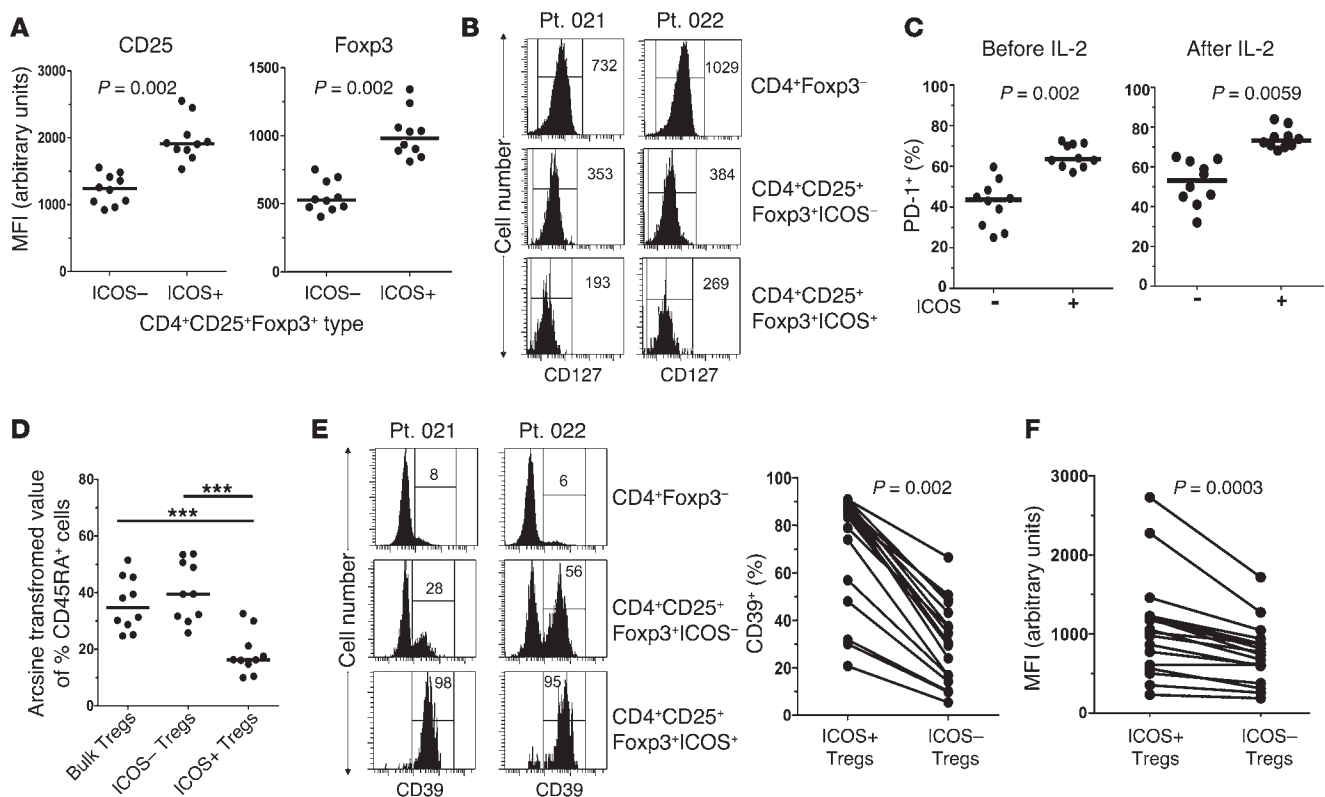 A
CD25
Foxp3
MFI (arbitrary units)
3000
2000
1000
0
P = 0.002
ICOS–
ICOS+
1500
1000
500
0
P = 0.002
ICOS–
ICOS+
CD4⁺CD25⁺Foxp3⁺ type
B
Pt. 021
Pt. 022
Cell number
732
1029
CD4⁺Foxp3⁻
353
384
CD4⁺CD25⁺
Foxp3⁺ICOS⁻
193
269
CD4⁺CD25⁺
Foxp3⁺ICOS⁺
CD127
CD127
C
Before IL-2
After IL-2
PD-1⁺ (%)
100
80
60
40
20
0
P = 0.002
100
80
60
40
20
0
P = 0.0059
ICOS
-
+
-
+
D
Arcsine transfromed value
of % CD45RA⁺ cells
80
60
40
20
0
***
***
Bulk Tregs
ICOS– Tregs
ICOS+ Tregs
E
Pt. 021
Pt. 022
Cell number
8
6
CD4⁺Foxp3⁻
28
56
CD4⁺CD25⁺
Foxp3⁺ICOS⁻
98
95
CD4⁺CD25⁺
Foxp3⁺ICOS⁺
CD39
CD39
CD39⁺ (%)
100
80
60
40
20
0
P = 0.002
ICOS+
Tregs
ICOS–
Tregs
F
MFI (arbitrary units)
3000
2000
1000
0
P = 0.0003
ICOS+
Tregs
ICOS–
Tregs